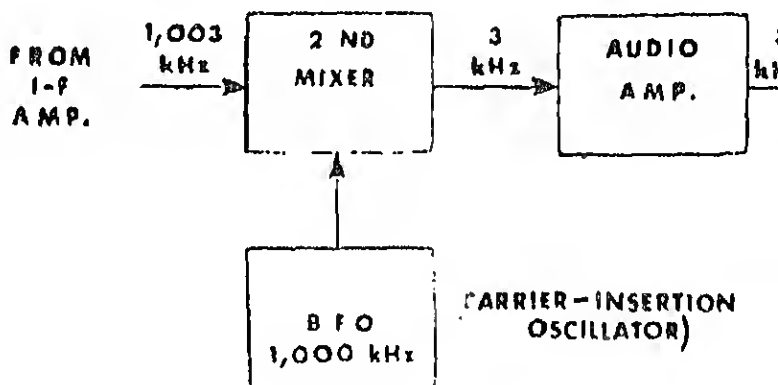 FROM
I-F
AMP.
1,003
kHz
2 ND
MIXER
3
kHz
AUDIO
AMP.
BFO
1,000 kHz
CARRIER-INSERTION
OSCILLATOR)